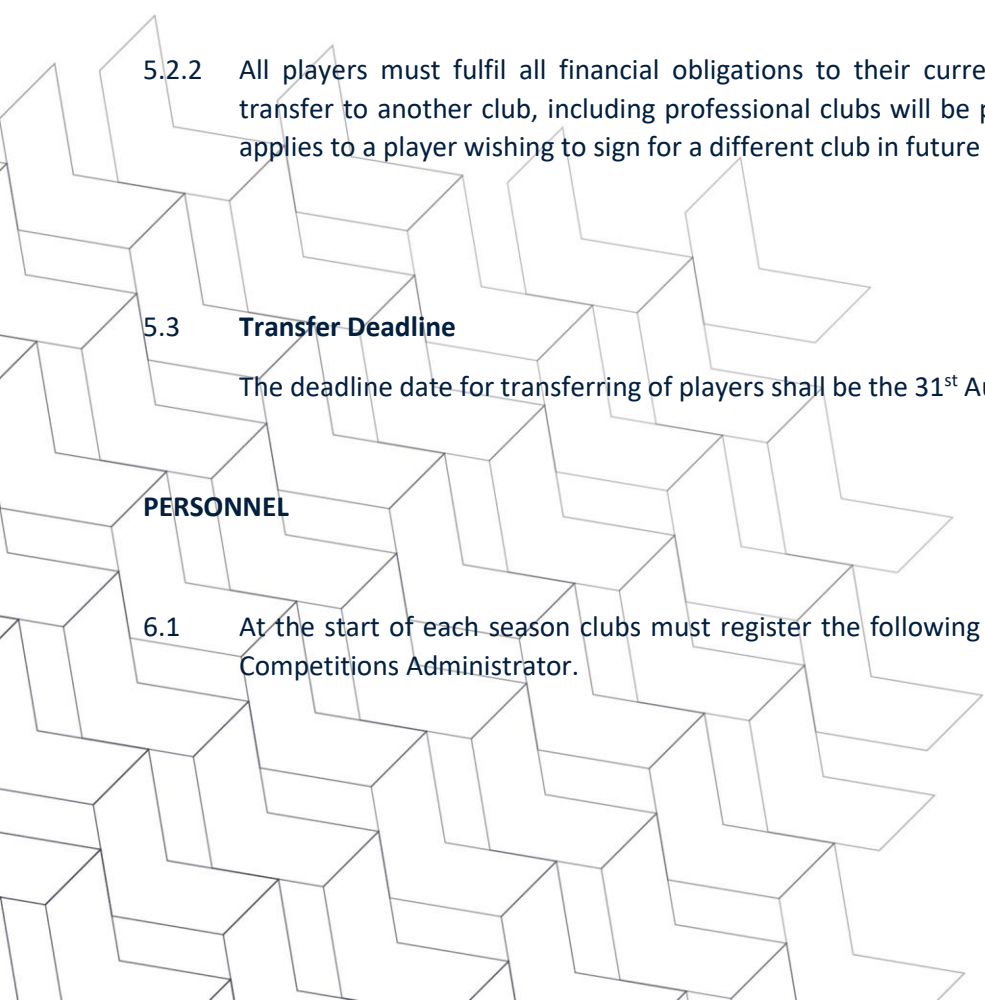 5.2.2 All players must fulfil all financial obligations to their
transfer to another club, including professional clubs will be
applies to a player wishing to sign for a different club in future
5.3 Transfer Deadline
The deadline date for transferring of players shall be the 31st
PERSONNEL
6.1 At the start of each season clubs must register the following
Competitions Administrator.